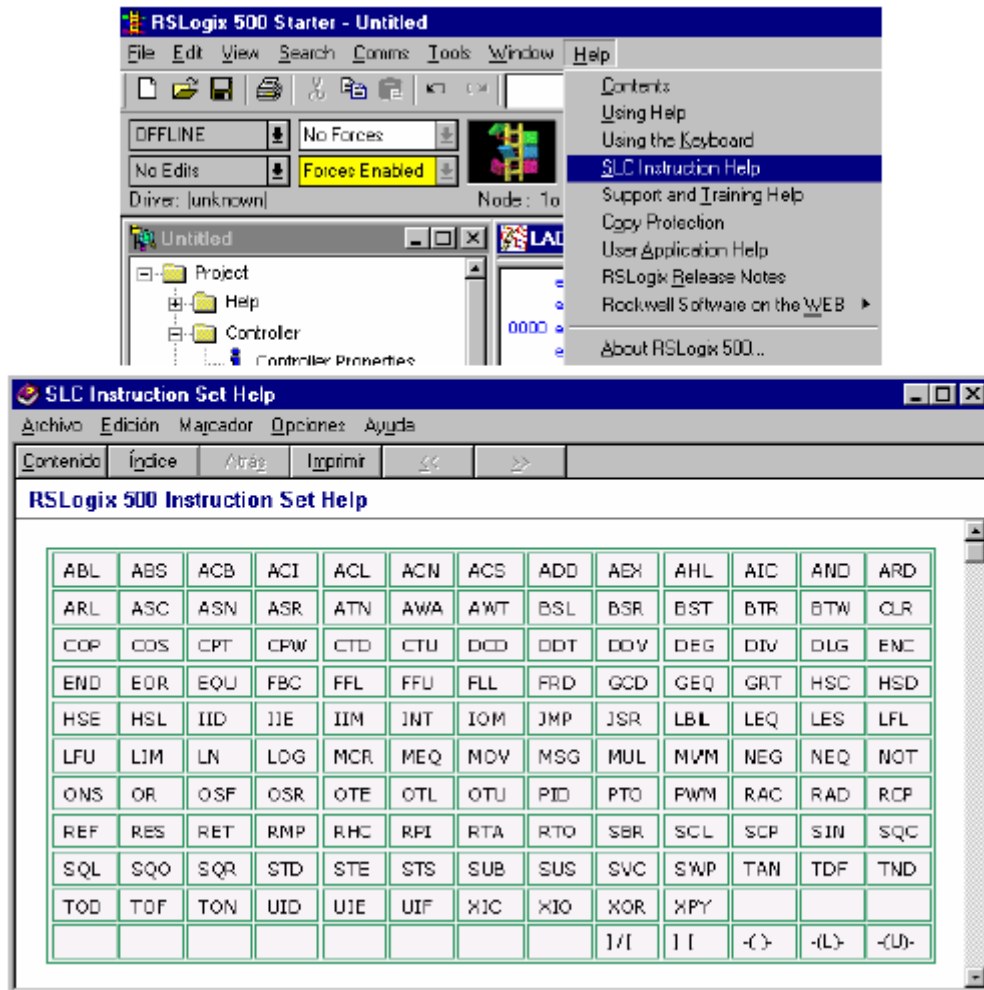 RSLogix 500 Starter - Untitled
File Edit View Search Comms Tools Window Help
Contents
Using Help
Using the Keyboard
SLC Instruction Help
Support and Training Help
Copy Protection
User Application Help
RSLogix Release Notes
Rockwell Software on the WEB
About RSLogix 500...
OFFLINE No Forces
No Edits Forces Enabled
Driver: Node: 1o
Untitled
LAD
Project
Help
Controller
Controller Properties
0000 e
e
e
e
SLC Instruction Set Help
Archivo Edición Marcador Opciones Ayuda
Contenido Índice Atrás Imprimir << >>
RSLogix 500 Instruction Set Help
ABL ABS ACB ACI ACL ACN ACS ADD AEX AHL AIC AND ARD
ARL ASC ASN ASR ATN AWA AWT BSL BSR BST BTR BTW CLR
COP COS CPT CPW CTD CTU DCD DDT DDV DEG DIV DLG ENC
END EOR EQU FBC FFL FFU FLL FRD GCD GEQ GRT HSC HSD
HSE HSL IID IIE IIM INT IOM JMP JSR LBL LEQ LES LFL
LFU LIM LN LOG MCR MEQ MOV MSG MUL MVM NEG NEQ NOT
ONS OR OSF OSR OTE OTL OTU PID PTO PWM RAC RAD RCP
REF RES RET RMP RHC RPI RTA RTO SBR SCL SCP SIN SQC
SQL SQO SQR STD STE STS SUB SUS SVC SWP TAN TDF TND
TOD TOF TON UID UIE UIF XIC XIO XOR XPY
]/[ ] [ -( )- -(L)- -(U)-